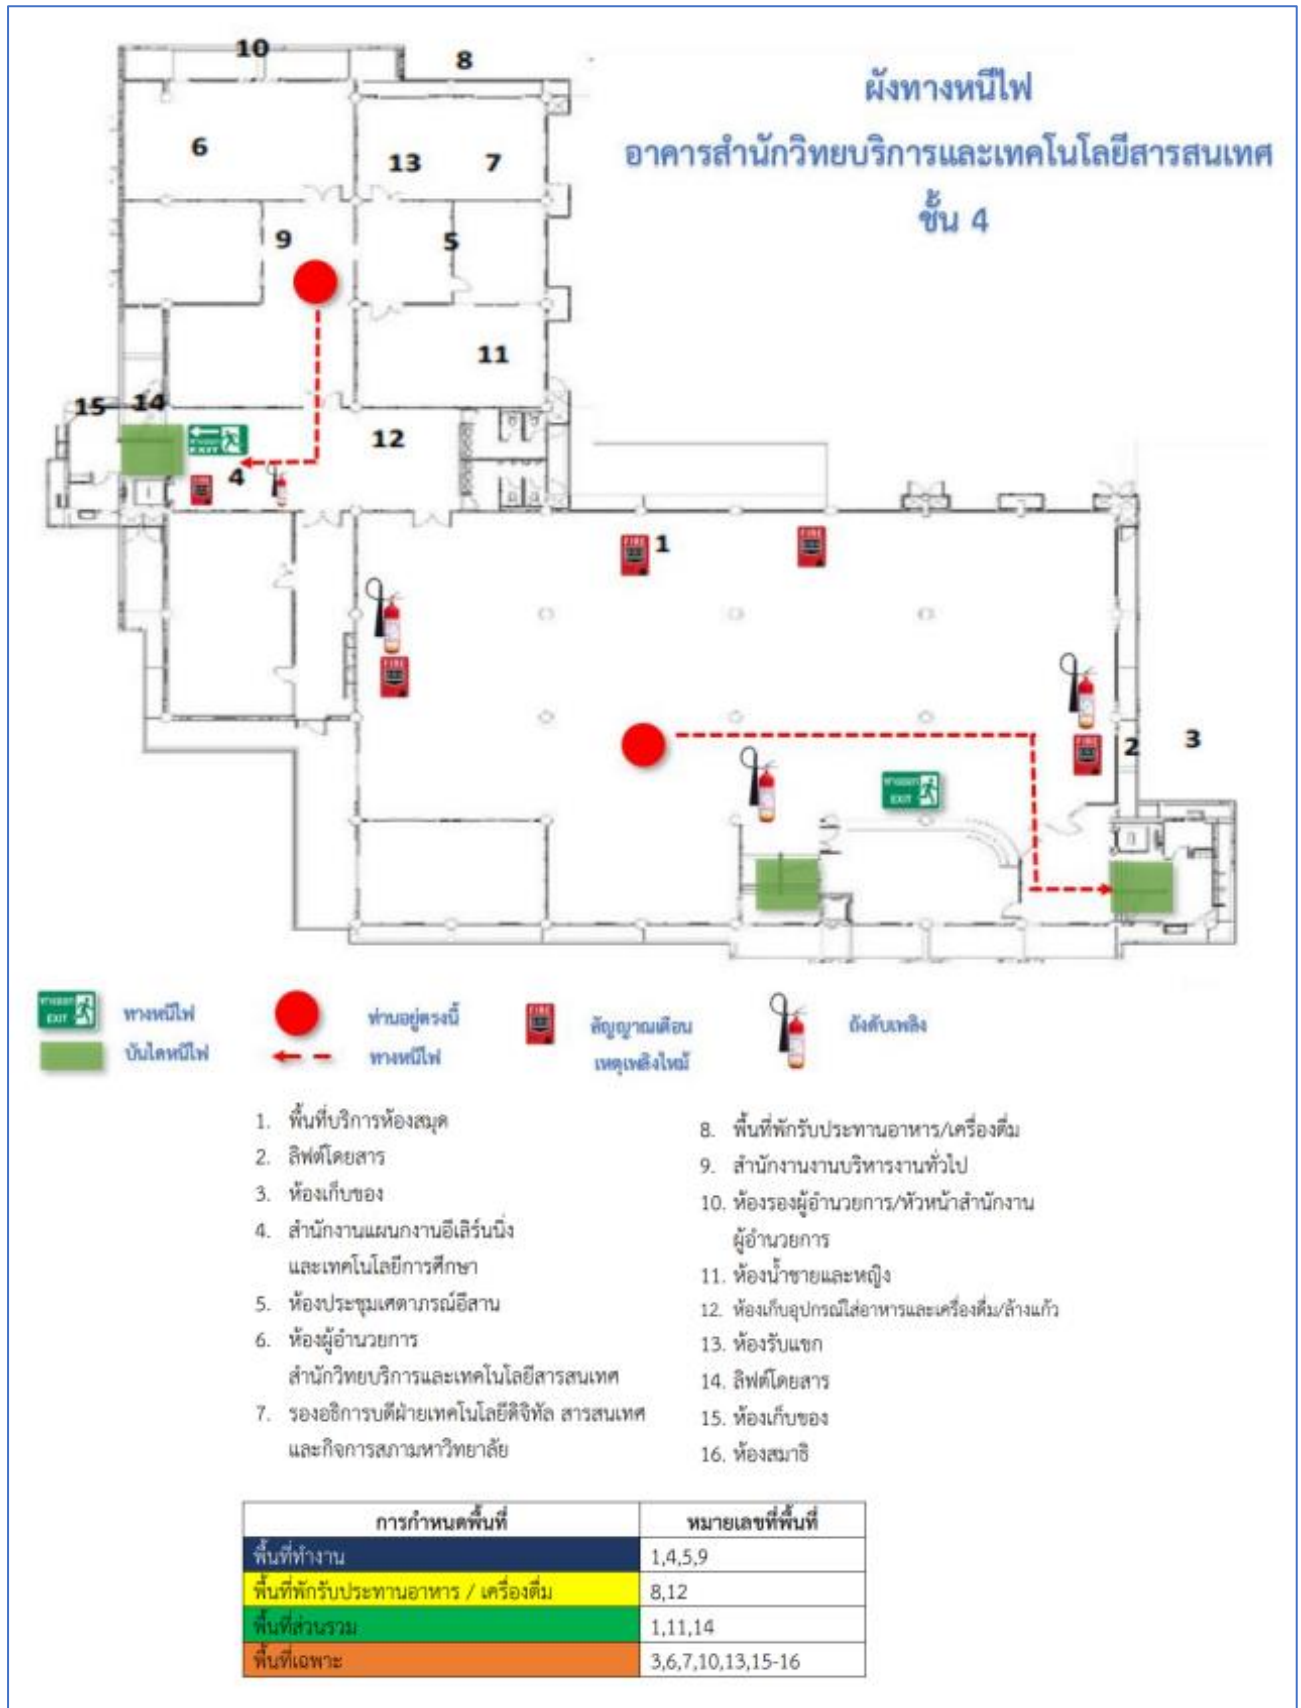 ผังทางหนีไฟ
อาคารสำนักวิทยบริการและเทคโนโลยีสารสนเทศ
ชั้น 4
10
8
6
13
7
9
5
11
15
14
12
ทางออก
EXIT
4
1
2
3
ทางออก
EXIT
ทางออก
EXIT
ทางหนีไฟ
ท่านอยู่ตรงนี้
FIRE
สัญญาณเตือน
เหตุเพลิงไหม้
ถังดับเพลิง
บันไดหนีไฟ
ทางหนีไฟ
1. พื้นที่บริการห้องสมุด
2. ลิฟต์โดยสาร
3. ห้องเก็บของ
4. สำนักงานแผนกงานอีเลิร์นนิ่ง
และเทคโนโลยีการศึกษา
5. ห้องประชุมเศตาภรณ์อีสาน
6. ห้องผู้อำนวยการ
สำนักวิทยบริการและเทคโนโลยีสารสนเทศ
7. รองอธิการบดีฝ่ายเทคโนโลยีดิจิทัล สารสนเทศ
และกิจการสภามหาวิทยาลัย
8. พื้นที่พักรับประทานอาหาร/เครื่องดื่ม
9. สำนักงานงานบริหารงานทั่วไป
10. ห้องรองผู้อำนวยการ/หัวหน้าสำนักงาน
ผู้อำนวยการ
11. ห้องน้ำชายและหญิง
12. ห้องเก็บอุปกรณ์ใส่อาหารและเครื่องดื่ม/ล้างแก้ว
13. ห้องรับแขก
14. ลิฟต์โดยสาร
15. ห้องเก็บของ
16. ห้องสมาธิ
การกำหนดพื้นที่ หมายเลขที่พื้นที่
พื้นที่ทำงาน 1,4,5,9
พื้นที่พักรับประทานอาหาร / เครื่องดื่ม 8,12
พื้นที่ส่วนรวม 1,11,14
พื้นที่เฉพาะ 3,6,7,10,13,15-16